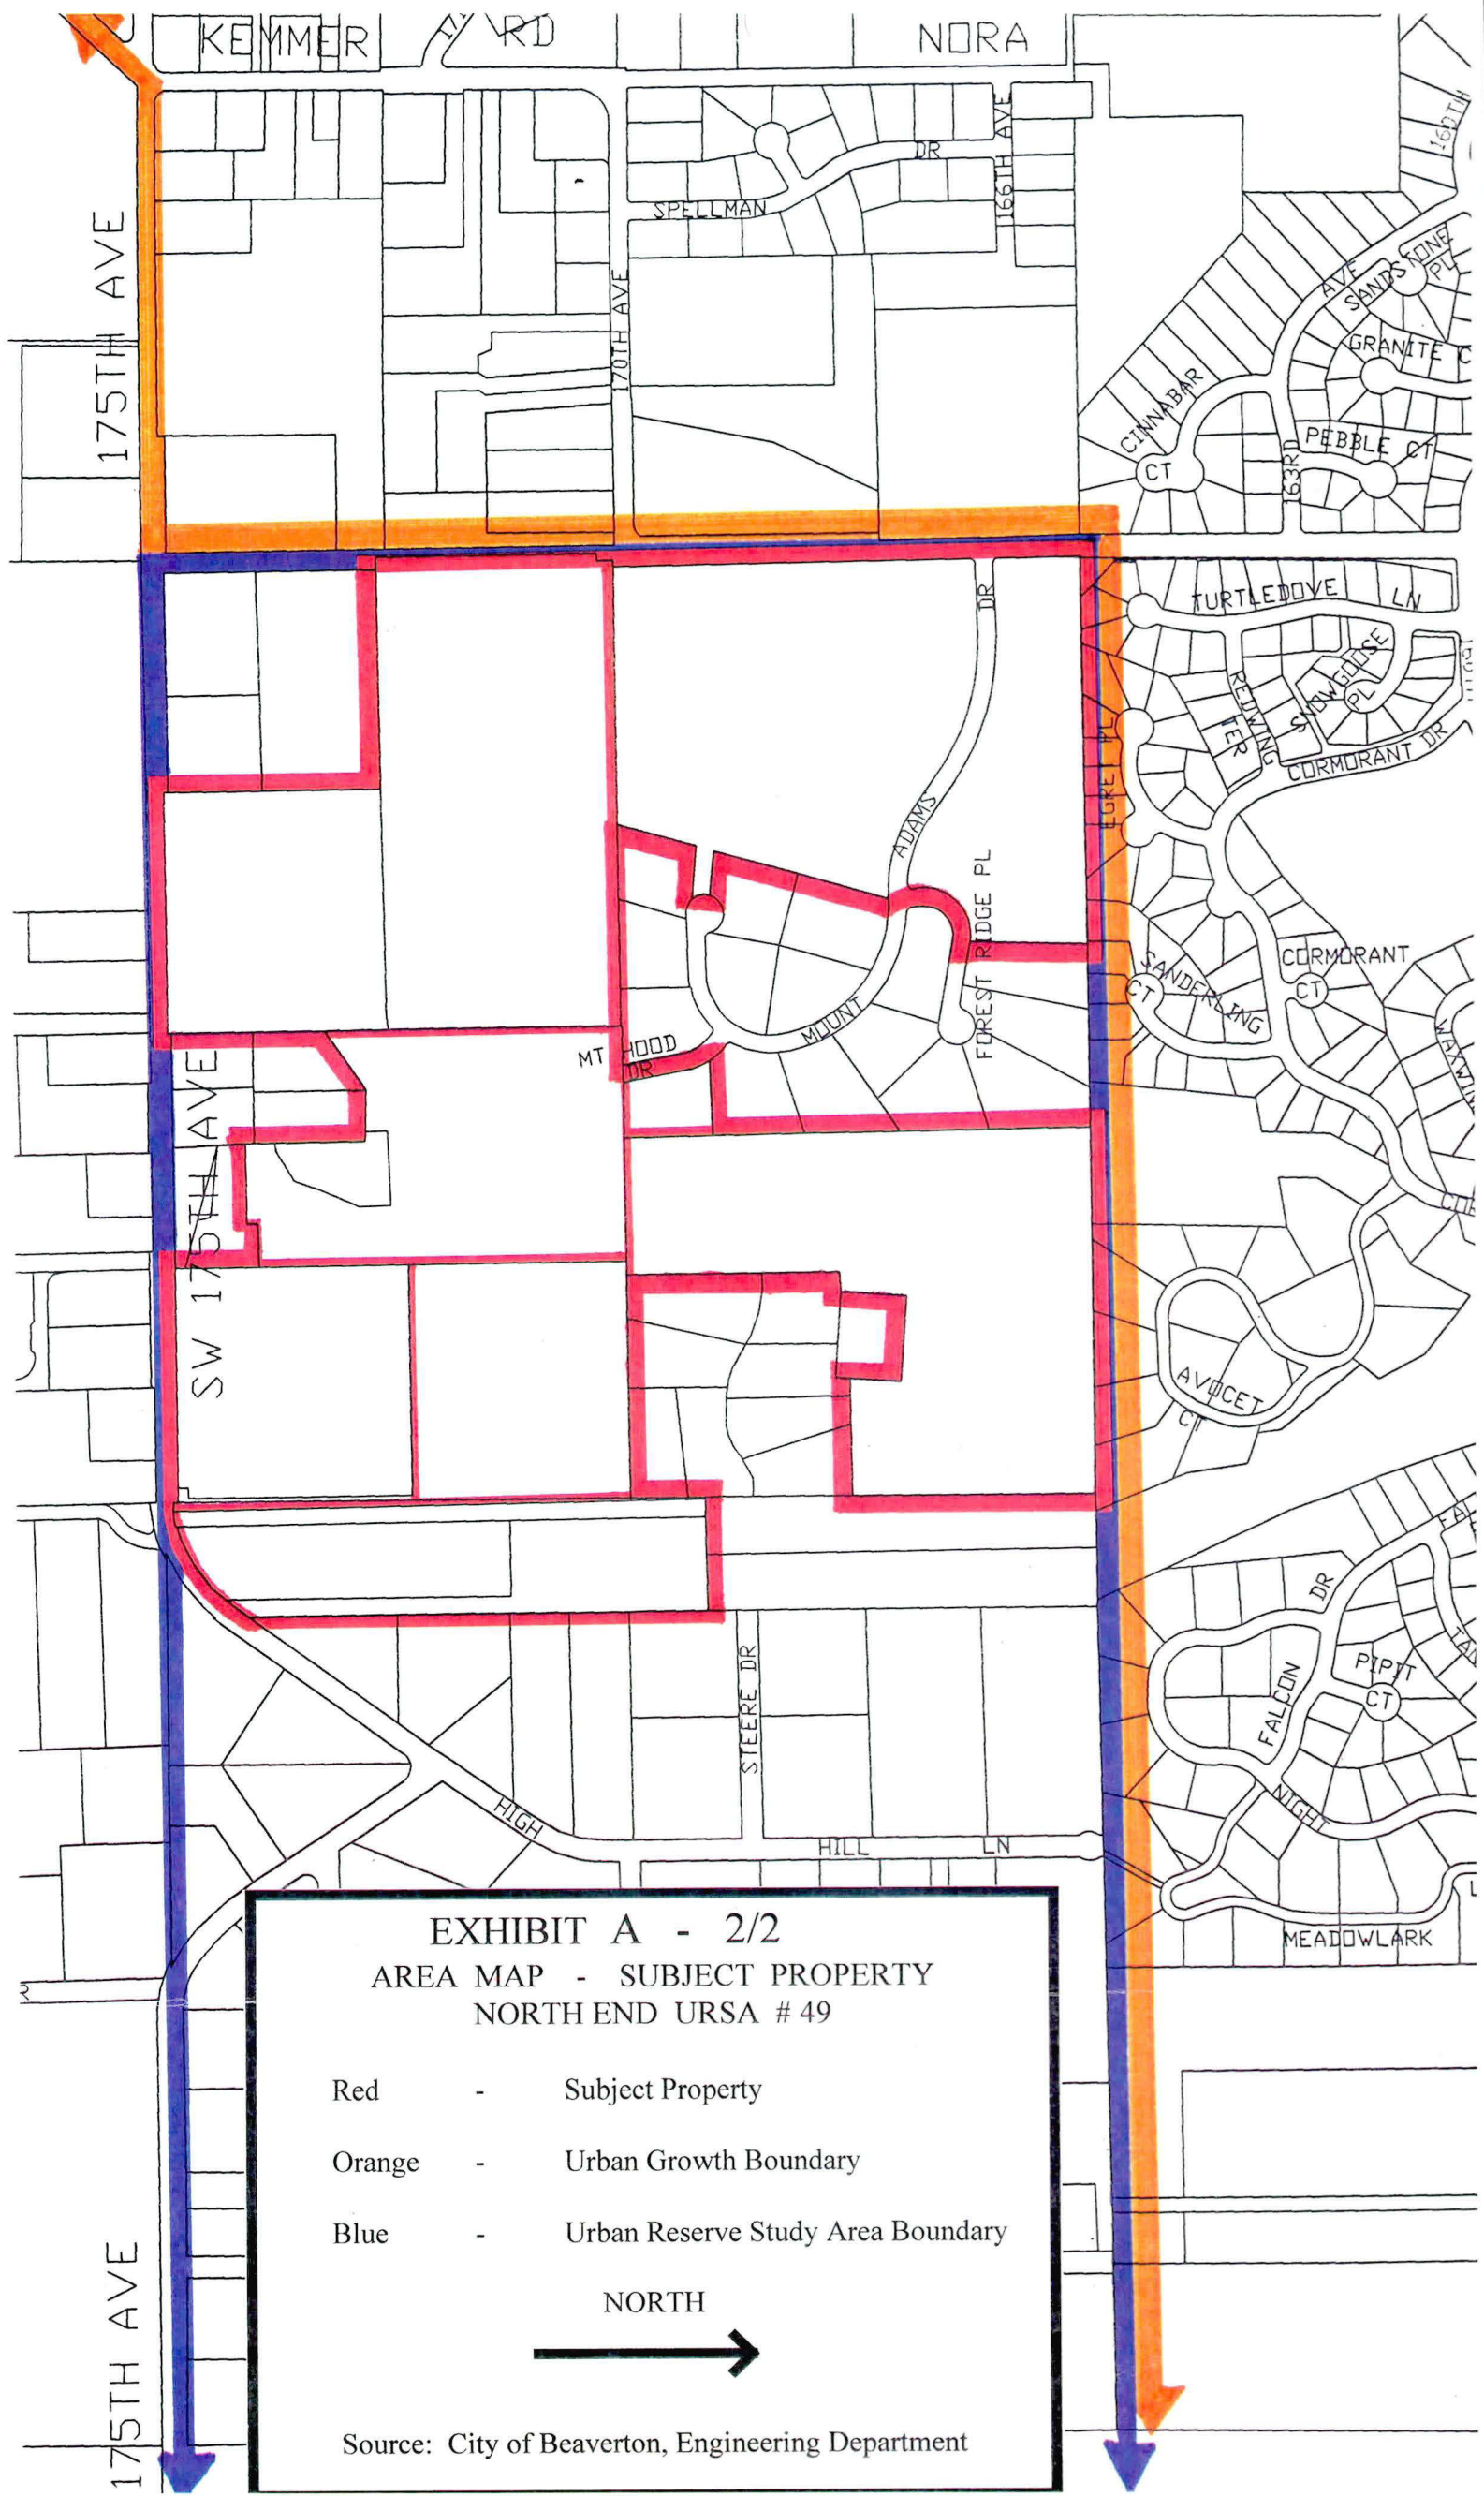 KEMMER RD NORA
160TH
166TH AVE
DR
SPELLMAN
175TH AVE
170TH AVE
AVE
SANDSTONE PL
GRANITE C
CINNABAR
CT
163RD
PEBBLE CT
DR
TURTLEDOVE LN
SNOWGOOSE
PL
REDWING
TER
CORMORANT DR
EGRET PL
ADAMS
FOREST RIDGE PL
CORMORANT
CT
SANDERLING
CT
MOUNT
MT HOOD
DR
SW 175TH AVE
AVOCET
CT
DR
FALCON
PIPIT
CT
STEERE DR
NIGHT
HIGH
HILL LN
MEADOWLARK
EXHIBIT A - 2/2
AREA MAP - SUBJECT PROPERTY
NORTH END URSA # 49
Red - Subject Property
Orange - Urban Growth Boundary
Blue - Urban Reserve Study Area Boundary
NORTH
Source: City of Beaverton, Engineering Department
175TH AVE